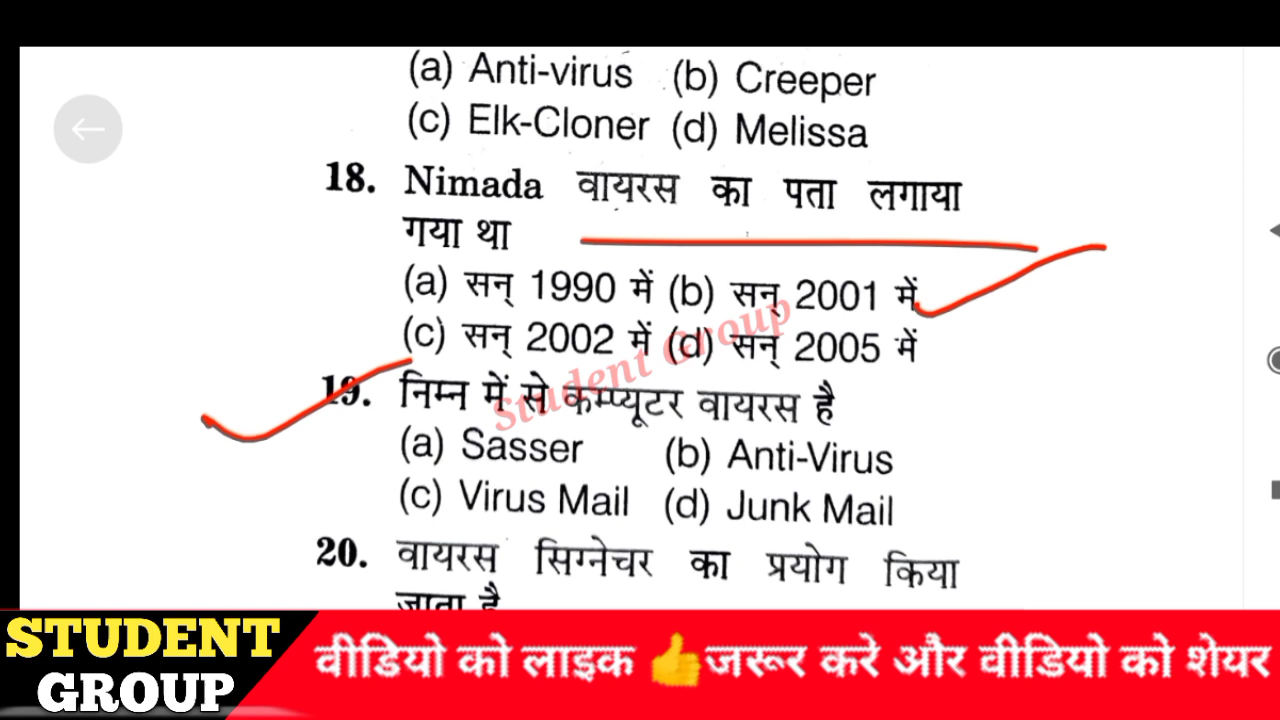 (a) Anti-virus (b) Creeper
(c) Elk-Cloner (d) Melissa
18. Nimada वायरस का पता लगाया
गया था
(a) सन् 1990 में (b) सन् 2001 में
(c) सन् 2002 में (d) सन् 2005 में
Student Group
19. निम्न में से कम्प्यूटर वायरस है
(a) Sasser (b) Anti-Virus
(c) Virus Mail (d) Junk Mail
20. वायरस सिग्नेचर का प्रयोग किया
जाता है
STUDENT
GROUP
वीडियो को लाइक 👍जरूर करे और वीडियो को शेयर